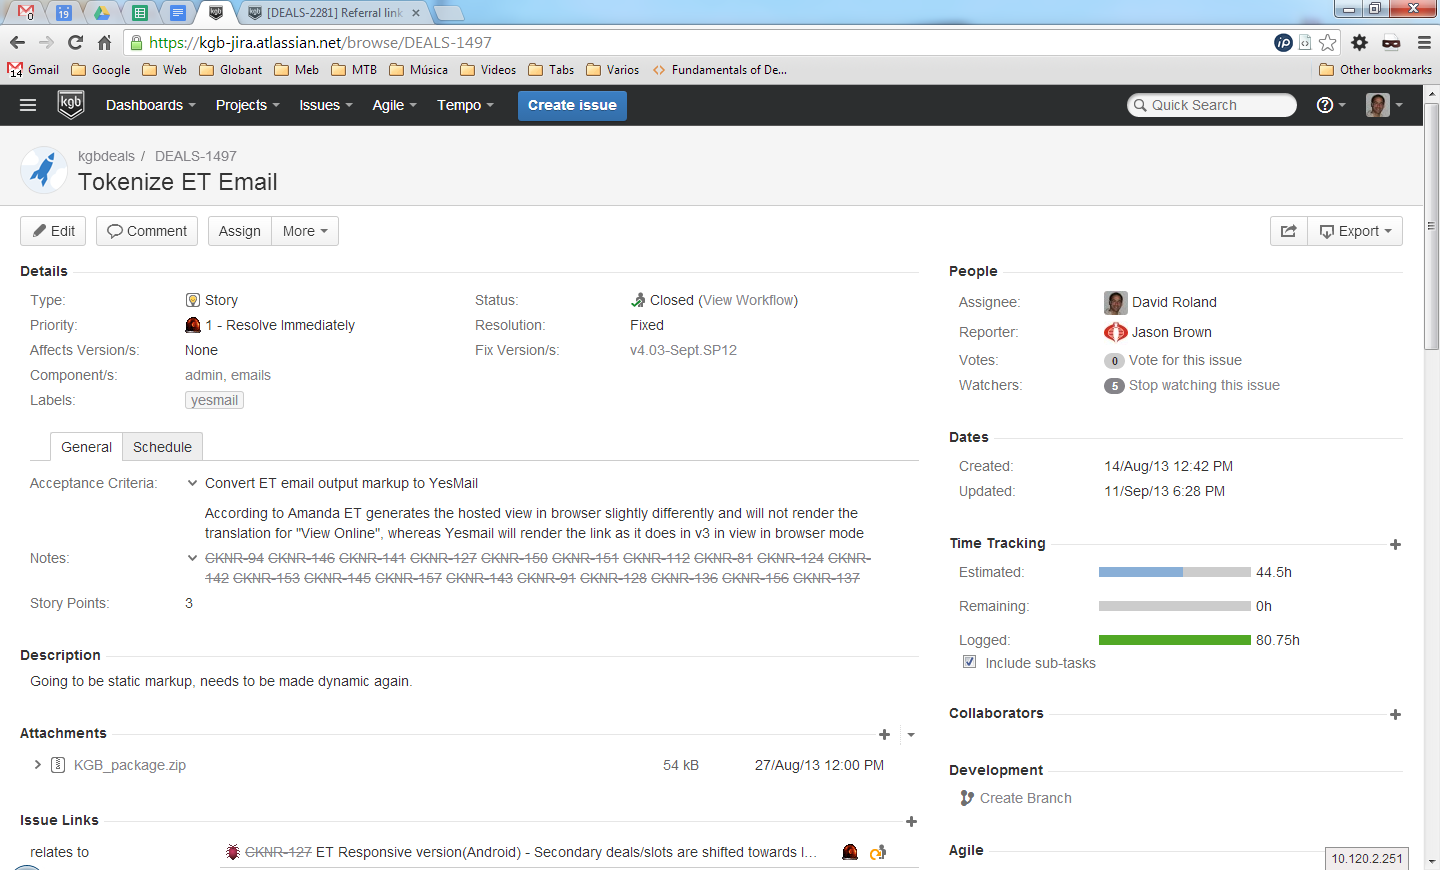 0
19
kgb
[DEALS-2281] Referral link
https://kgb-jira.atlassian.net/browse/DEALS-1497
14 Gmail Google Web Globant Meb MTB Música Videos Tabs Varios Fundamentals of De... Other bookmarks
kgb Dashboards Projects Issues Agile Tempo Create issue Quick Search
kgbdeals / DEALS-1497
Tokenize ET Email
Edit Comment Assign More Export
Details
Type: Story
Status: Closed (View Workflow)
Priority: 1 - Resolve Immediately
Resolution: Fixed
Affects Version/s: None
Fix Version/s: v4.03-Sept.SP12
Component/s: admin, emails
Labels: yesmail
General Schedule
Acceptance Criteria: Convert ET email output markup to YesMail
According to Amanda ET generates the hosted view in browser slightly differently and will not render the
translation for "View Online", whereas Yesmail will render the link as it does in v3 in view in browser mode
Notes: CKNR-94 CKNR-146 CKNR-141 CKNR-127 CKNR-150 CKNR-151 CKNR-112 CKNR-81 CKNR-124 CKNR-
142 CKNR-153 CKNR-145 CKNR-157 CKNR-143 CKNR-91 CKNR-128 CKNR-136 CKNR-156 CKNR-137
Story Points: 3
Description
Going to be static markup, needs to be made dynamic again.
Attachments
KGB_package.zip 54 kB 27/Aug/13 12:00 PM
Issue Links
relates to CKNR-127 ET Responsive version(Android) - Secondary deals/slots are shifted towards l...
People
Assignee: David Roland
Reporter: Jason Brown
Votes: 0 Vote for this issue
Watchers: 5 Stop watching this issue
Dates
Created: 14/Aug/13 12:42 PM
Updated: 11/Sep/13 6:28 PM
Time Tracking
Estimated: 44.5h
Remaining: 0h
Logged: 80.75h
Include sub-tasks
Collaborators
Development
Create Branch
Agile
10.120.2.251